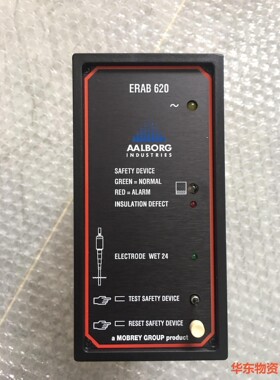 ERAB 620
~
AALBORG
INDUSTRIES
SAFETY DEVICE
GREEN = NORMAL
RED = ALARM
INSULATION DEFECT
ELECTRODE WET 24
TEST SAFETY DEVICE
RESET SAFETY DEVICE
a MOBREY GROUP product
华东物资